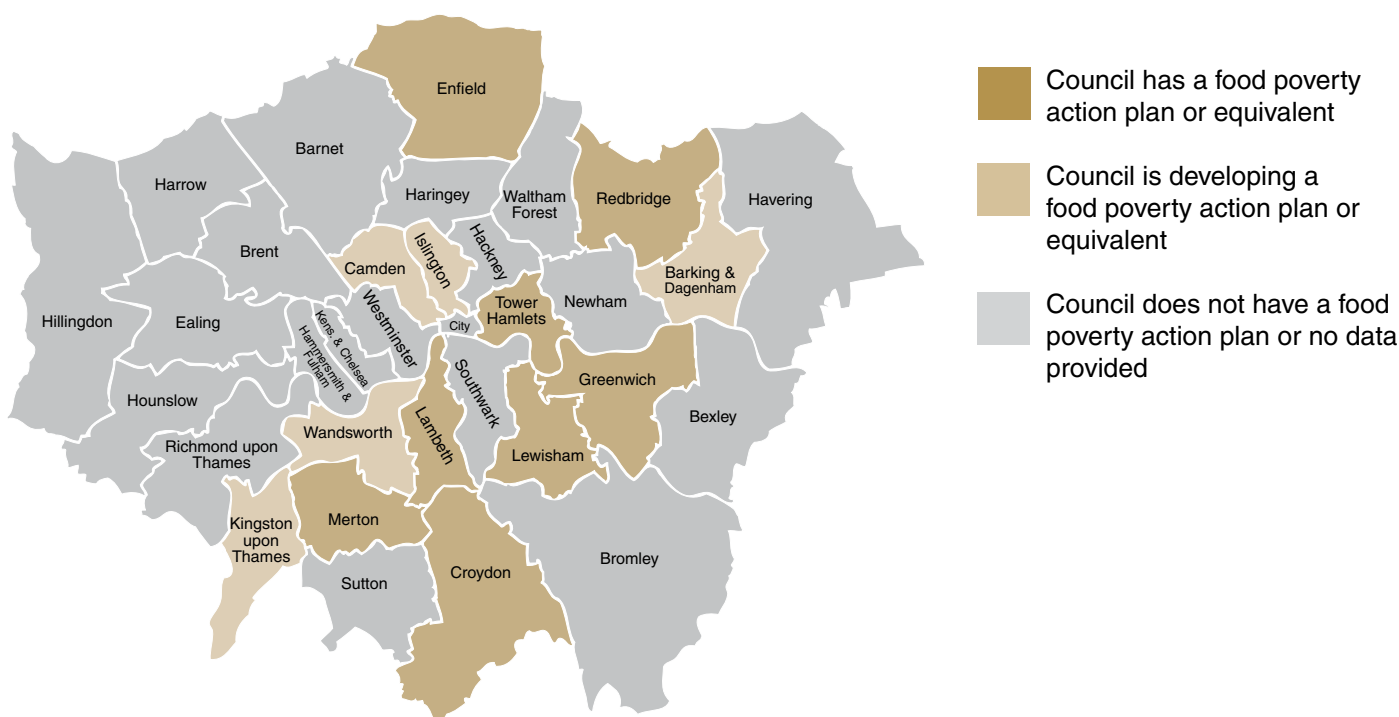 Enfield
Barnet
Harrow
Haringey
Waltham
Forest
Redbridge
Havering
Hackney
Islington
Brent
Camden
Barking &
Dagenham
Hillingdon
Ealing
Westminster
City
Tower
Hamlets
Newham
Kens. & Chelsea
Hammersmith &
Fulham
Southwark
Greenwich
Hounslow
Bexley
Richmond upon
Thames
Wandsworth
Lambeth
Lewisham
Kingston
upon
Thames
Merton
Sutton
Croydon
Bromley
Council has a food poverty
action plan or equivalent
Council is developing a
food poverty action plan or
equivalent
Council does not have a food
poverty action plan or no data
provided